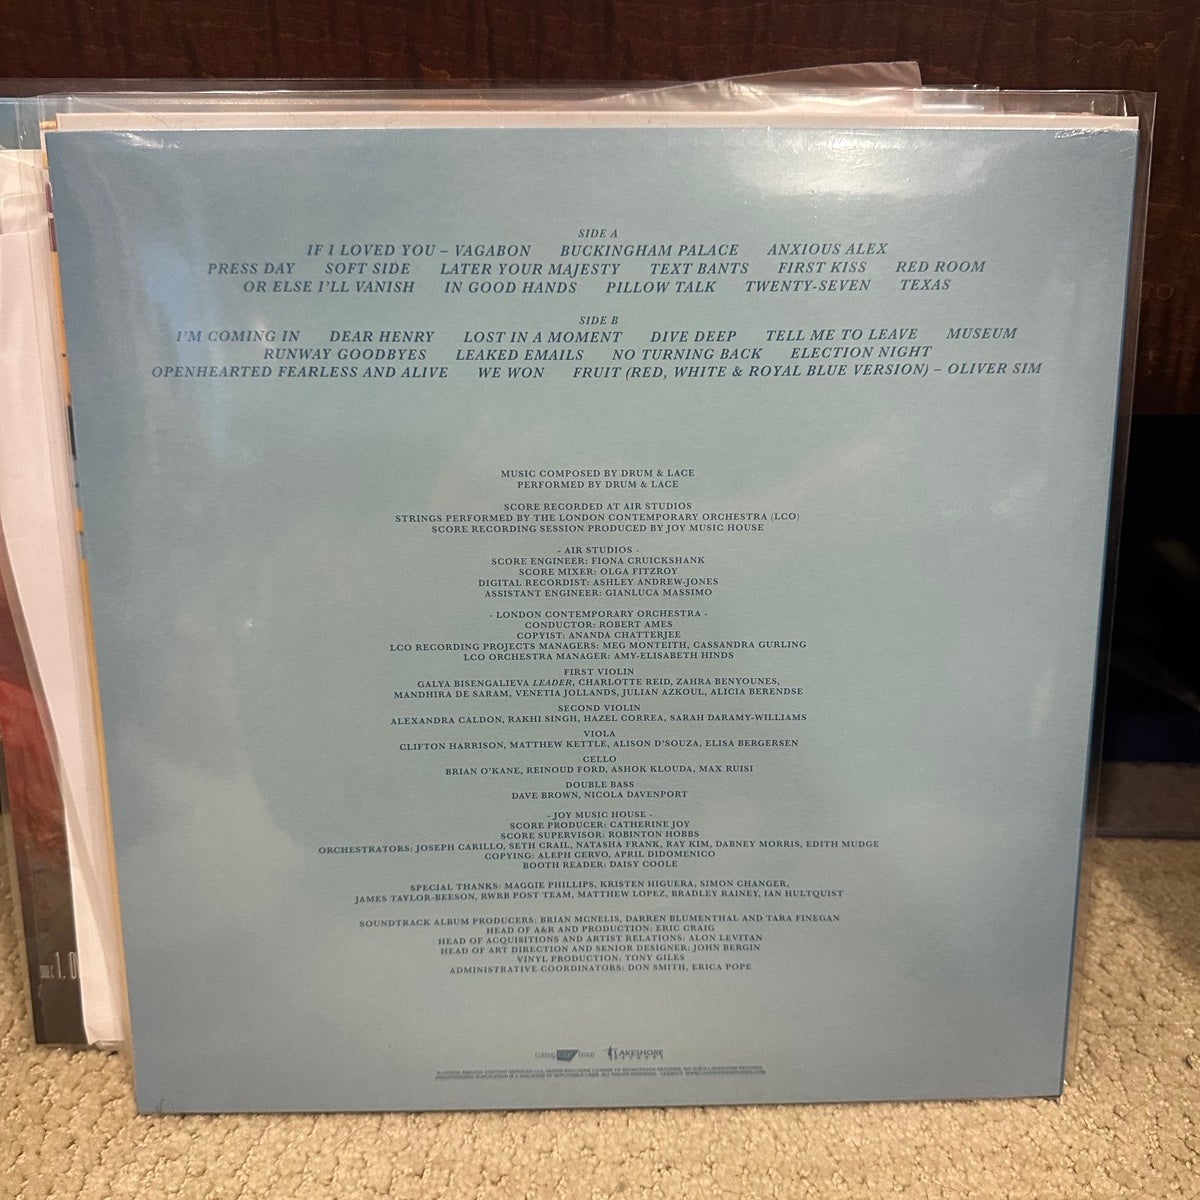 SIDE A
IF I LOVED YOU – VAGABON BUCKINGHAM PALACE ANXIOUS ALEX
PRESS DAY SOFT SIDE LATER YOUR MAJESTY TEXT BANTS FIRST KISS RED ROOM
OR ELSE I'LL VANISH IN GOOD HANDS PILLOW TALK TWENTY-SEVEN TEXAS
SIDE B
I'M COMING IN DEAR HENRY LOST IN A MOMENT DIVE DEEP TELL ME TO LEAVE MUSEUM
RUNWAY GOODBYES LEAKED EMAILS NO TURNING BACK ELECTION NIGHT
OPENHEARTED FEARLESS AND ALIVE WE WON FRUIT (RED, WHITE & ROYAL BLUE VERSION) – OLIVER SIM
MUSIC COMPOSED BY DRUM & LACE
PERFORMED BY DRUM & LACE
SCORE RECORDED AT AIR STUDIOS
STRINGS PERFORMED BY THE LONDON CONTEMPORARY ORCHESTRA (LCO)
SCORE RECORDING SESSION PRODUCED BY JOY MUSIC HOUSE
- AIR STUDIOS -
SCORE ENGINEER: FIONA CRUICKSHANK
SCORE MIXER: OLGA FITZROY
DIGITAL RECORDIST: ASHLEY ANDREW-JONES
ASSISTANT ENGINEER: GIANLUCA MASSIMO
- LONDON CONTEMPORARY ORCHESTRA -
CONDUCTOR: ROBERT AMES
COPYIST: ANANDA CHATTERJEE
LCO RECORDING PROJECTS MANAGERS: MEG MONTEITH, CASSANDRA GURLING
LCO ORCHESTRA MANAGER: AMY-ELISABETH HINDS
FIRST VIOLIN
GALYA BISENGALIEVA LEADER, CHARLOTTE REID, ZAHRA BENYOUNES,
MANDHIRA DE SARAM, VENETIA JOLLANDS, JULIAN AZKOUL, ALICIA BERENDSE
SECOND VIOLIN
ALEXANDRA CALDON, RAKHI SINGH, HAZEL CORREA, SARAH DARAMY-WILLIAMS
VIOLA
CLIFTON HARRISON, MATTHEW KETTLE, ALISON D'SOUZA, ELISA BERGERSEN
CELLO
BRIAN O'KANE, REINOUD FORD, ASHOK KLOUDA, MAX RUISI
DOUBLE BASS
DAVE BROWN, NICOLA DAVENPORT
- JOY MUSIC HOUSE -
SCORE PRODUCER: CATHERINE JOY
SCORE SUPERVISOR: ROBINTON HOBBS
ORCHESTRATORS: JOSEPH CARILLO, SETH CRAIL, NATASHA FRANK, RAY KIM, DABNEY MORRIS, EDITH MUDGE
COPYING: ALEPH CERVO, APRIL DIDOMENICO
BOOTH READER: DAISY COOLE
SPECIAL THANKS: MAGGIE PHILLIPS, KRISTEN HIGUERA, SIMON CHANGER,
JAMES TAYLOR-BEESON, RWRB POST TEAM, MATTHEW LOPEZ, BRADLEY RAINEY, IAN HULTQUIST
SOUNDTRACK ALBUM PRODUCERS: BRIAN MCNELIS, DARREN BLUMENTHAL AND TARA FINEGAN
HEAD OF A&R AND PRODUCTION: ERIC CRAIG
HEAD OF ACQUISITIONS AND ARTIST RELATIONS: ALON LEVITAN
HEAD OF ART DIRECTION AND SENIOR DESIGNER: JOHN BERGIN
VINYL PRODUCTION: TONY GILES
ADMINISTRATIVE COORDINATORS: DON SMITH, ERICA POPE
Cutting Edge Group LAKESHORE RECORDS